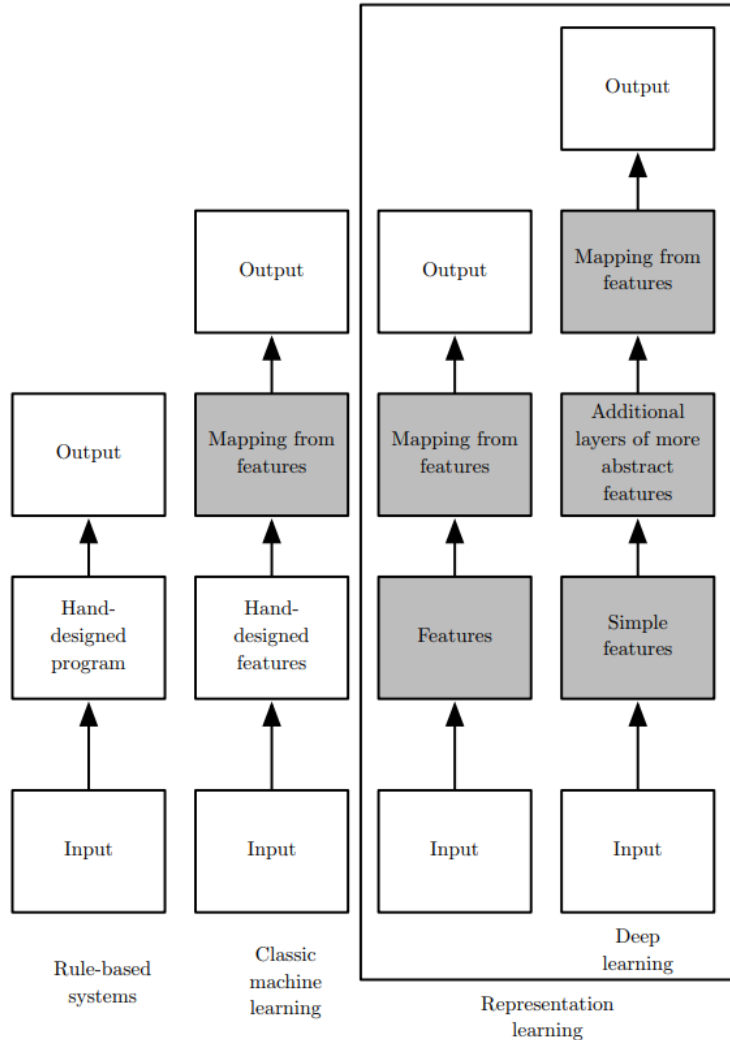 Output
Mapping from
features
Output
Output
Additional
layers of more
abstract
features
Mapping from
features
Mapping from
features
Output
Simple
features
Features
Hand-
designed
features
Hand-
designed
program
Input
Input
Input
Input
Rule-based
systems
Classic
machine
learning
Deep
learning
Representation
learning